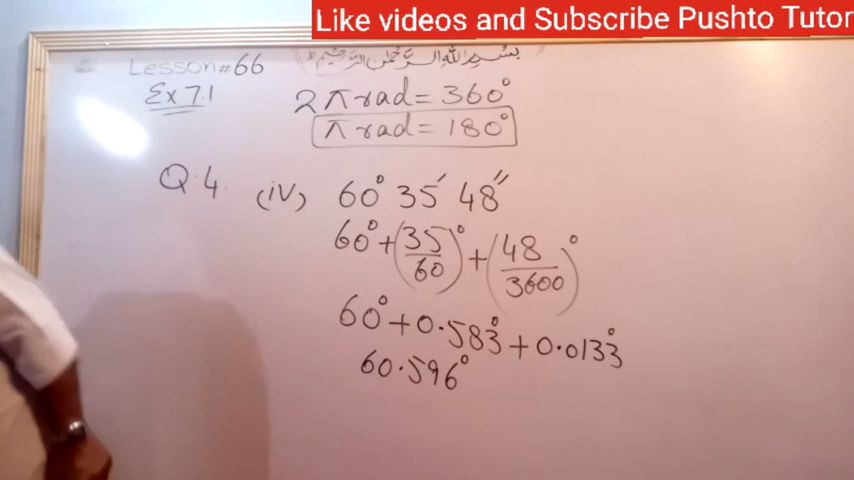 Like videos and Subscribe Pushto Tutor
Lesson#66
بسم الله الرحمن الرحیم
Ex 7.1
2π rad = 360°
π rad = 180°
Q.4. (iv) 60° 35′ 48″
60° + (35/60)° + (48/3600)°
60° + 0.583° + 0.0133°
60.596°